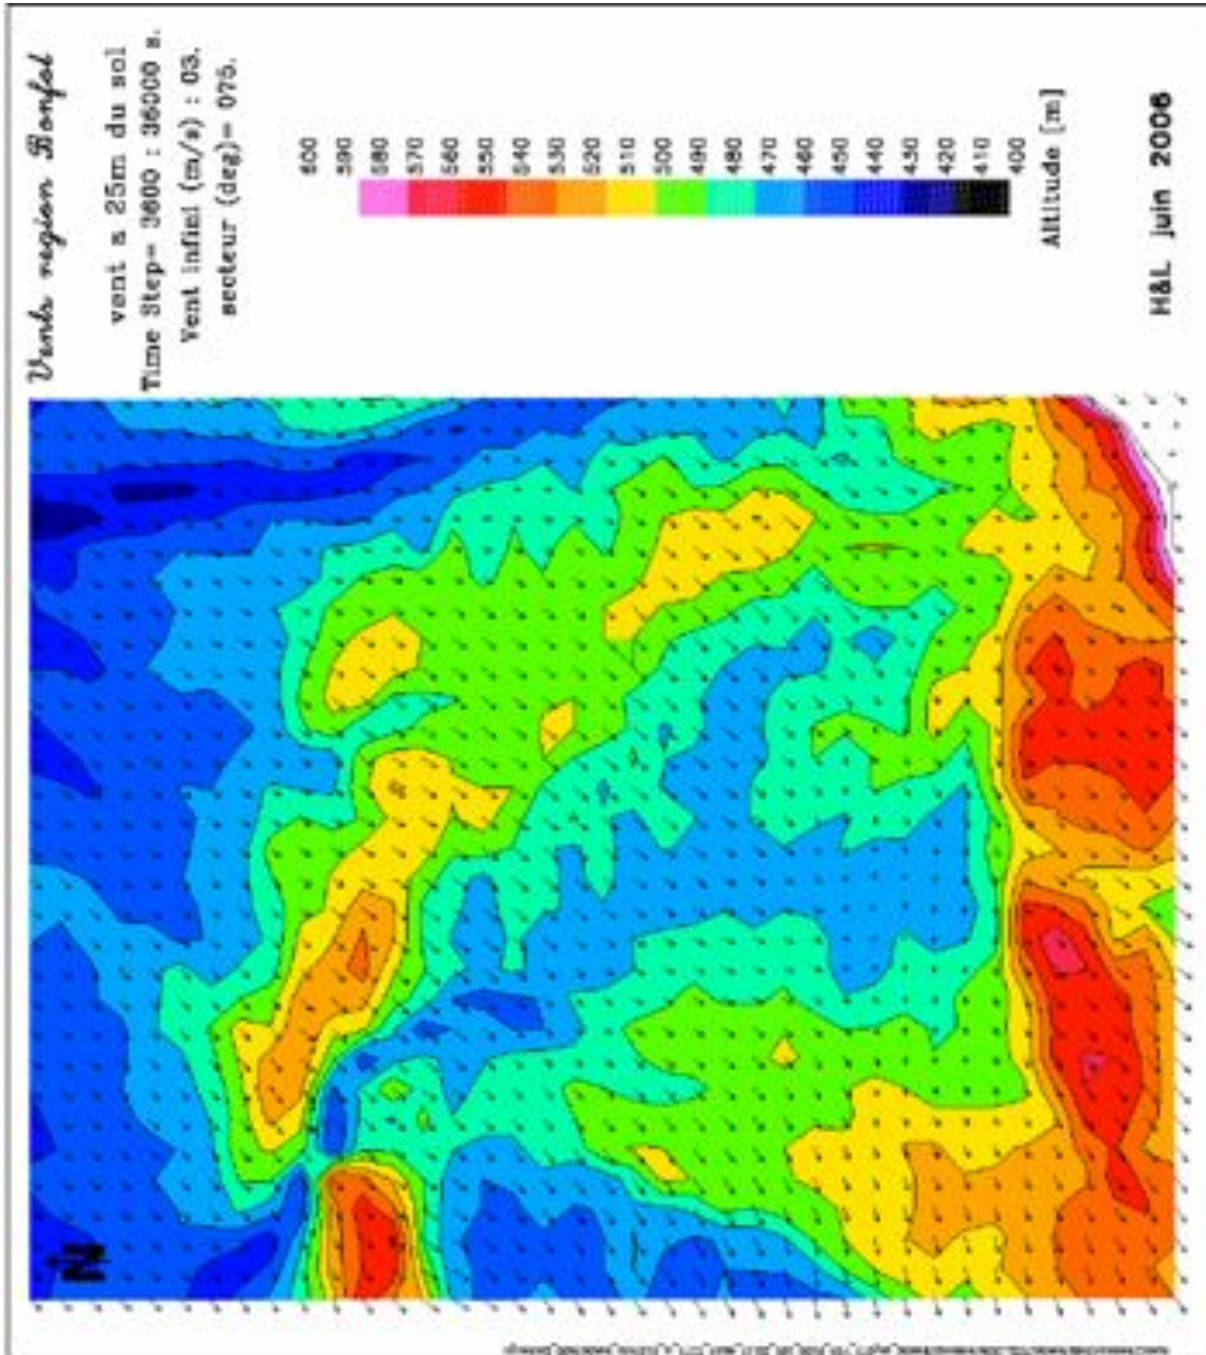 Vents region Bonfol
vent a 25m du sol
Time Step= 3600 : 36000 s.
Vent infini (m/s) : 03.
secteur (deg)= 075.
600
590
580
570
560
550
540
530
520
510
500
490
480
470
460
450
440
430
420
410
400
Altitude [m]
H&L juin 2006
N